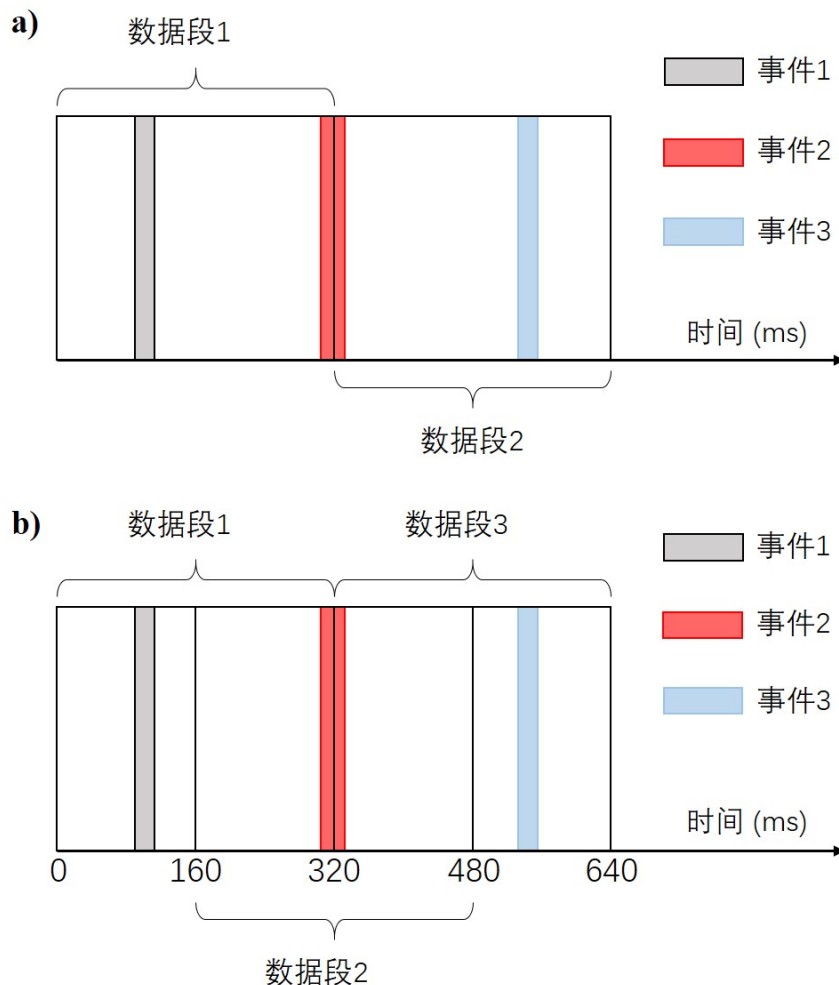 a)
数据段1
事件1
事件2
事件3
时间 (ms)
数据段2
b)
数据段1
数据段3
事件1
事件2
事件3
时间 (ms)
0 160 320 480 640
数据段2